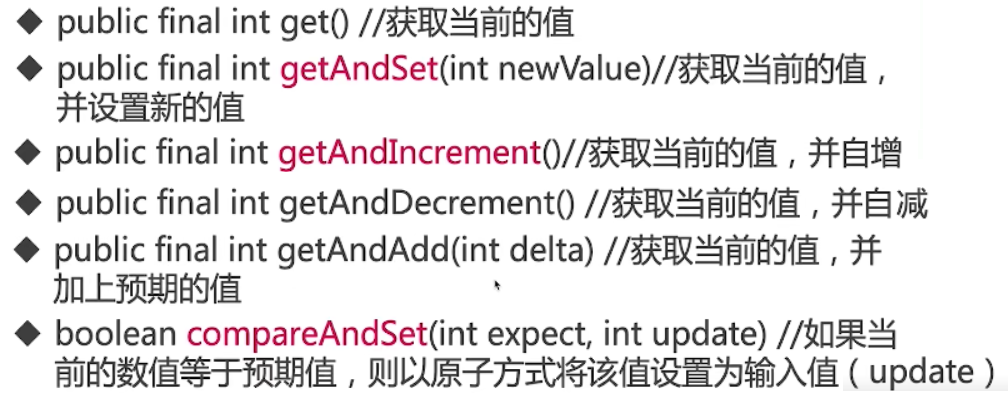 ◆ public final int get() //获取当前的值
◆ public final int getAndSet(int newValue)//获取当前的值，
并设置新的值
◆ public final int getAndIncrement()//获取当前的值，并自增
◆ public final int getAndDecrement() //获取当前的值，并自减
◆ public final int getAndAdd(int delta) //获取当前的值，并
加上预期的值
◆ boolean compareAndSet(int expect, int update) //如果当
前的数值等于预期值，则以原子方式将该值设置为输入值（update）